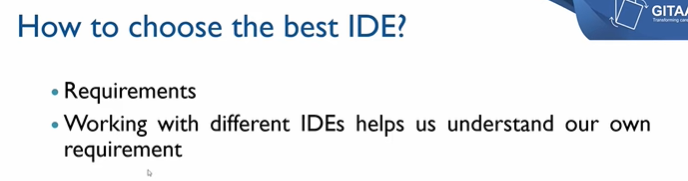 How to choose the best IDE?
GITAA
• Requirements
• Working with different IDEs helps us understand our own
requirement